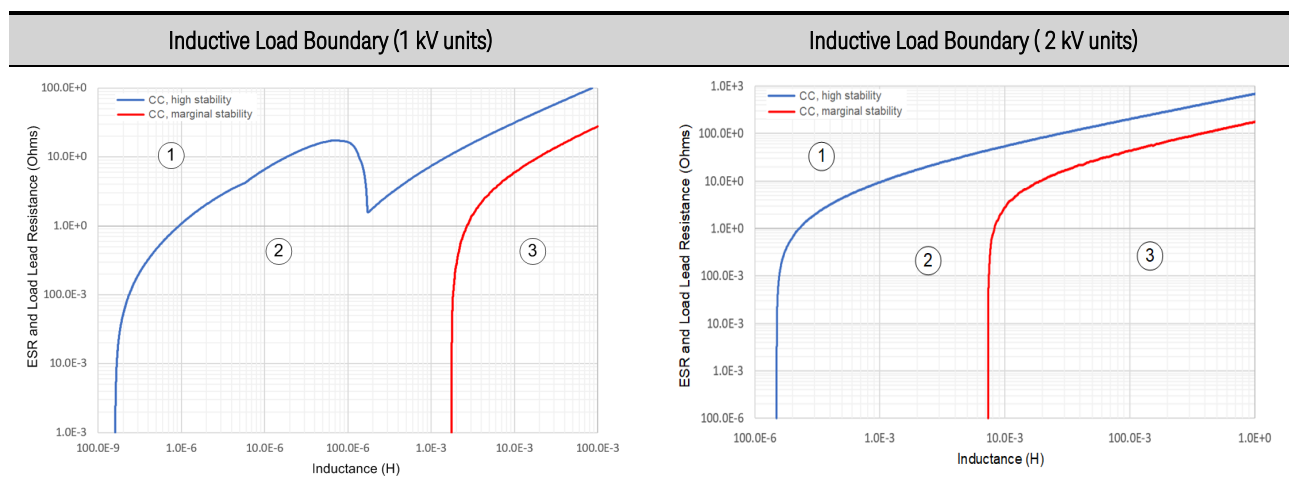 Inductive Load Boundary (1 kV units)
Inductive Load Boundary ( 2 kV units)
100.0E+0
10.0E+0
1.0E+0
100.0E-3
10.0E-3
1.0E-3
ESR and Load Lead Resistance (Ohms)
CC, high stability
CC, marginal stability
1
2
3
100.0E-9
1.0E-6
10.0E-6
100.0E-6
1.0E-3
10.0E-3
100.0E-3
Inductance (H)
1.0E+3
100.0E+0
10.0E+0
1.0E+0
100.0E-3
10.0E-3
1.0E-3
100.0E-6
ESR and Load Lead Resistance (Ohms)
CC, high stability
CC, marginal stability
1
2
3
100.0E-6
1.0E-3
10.0E-3
100.0E-3
1.0E+0
Inductance (H)